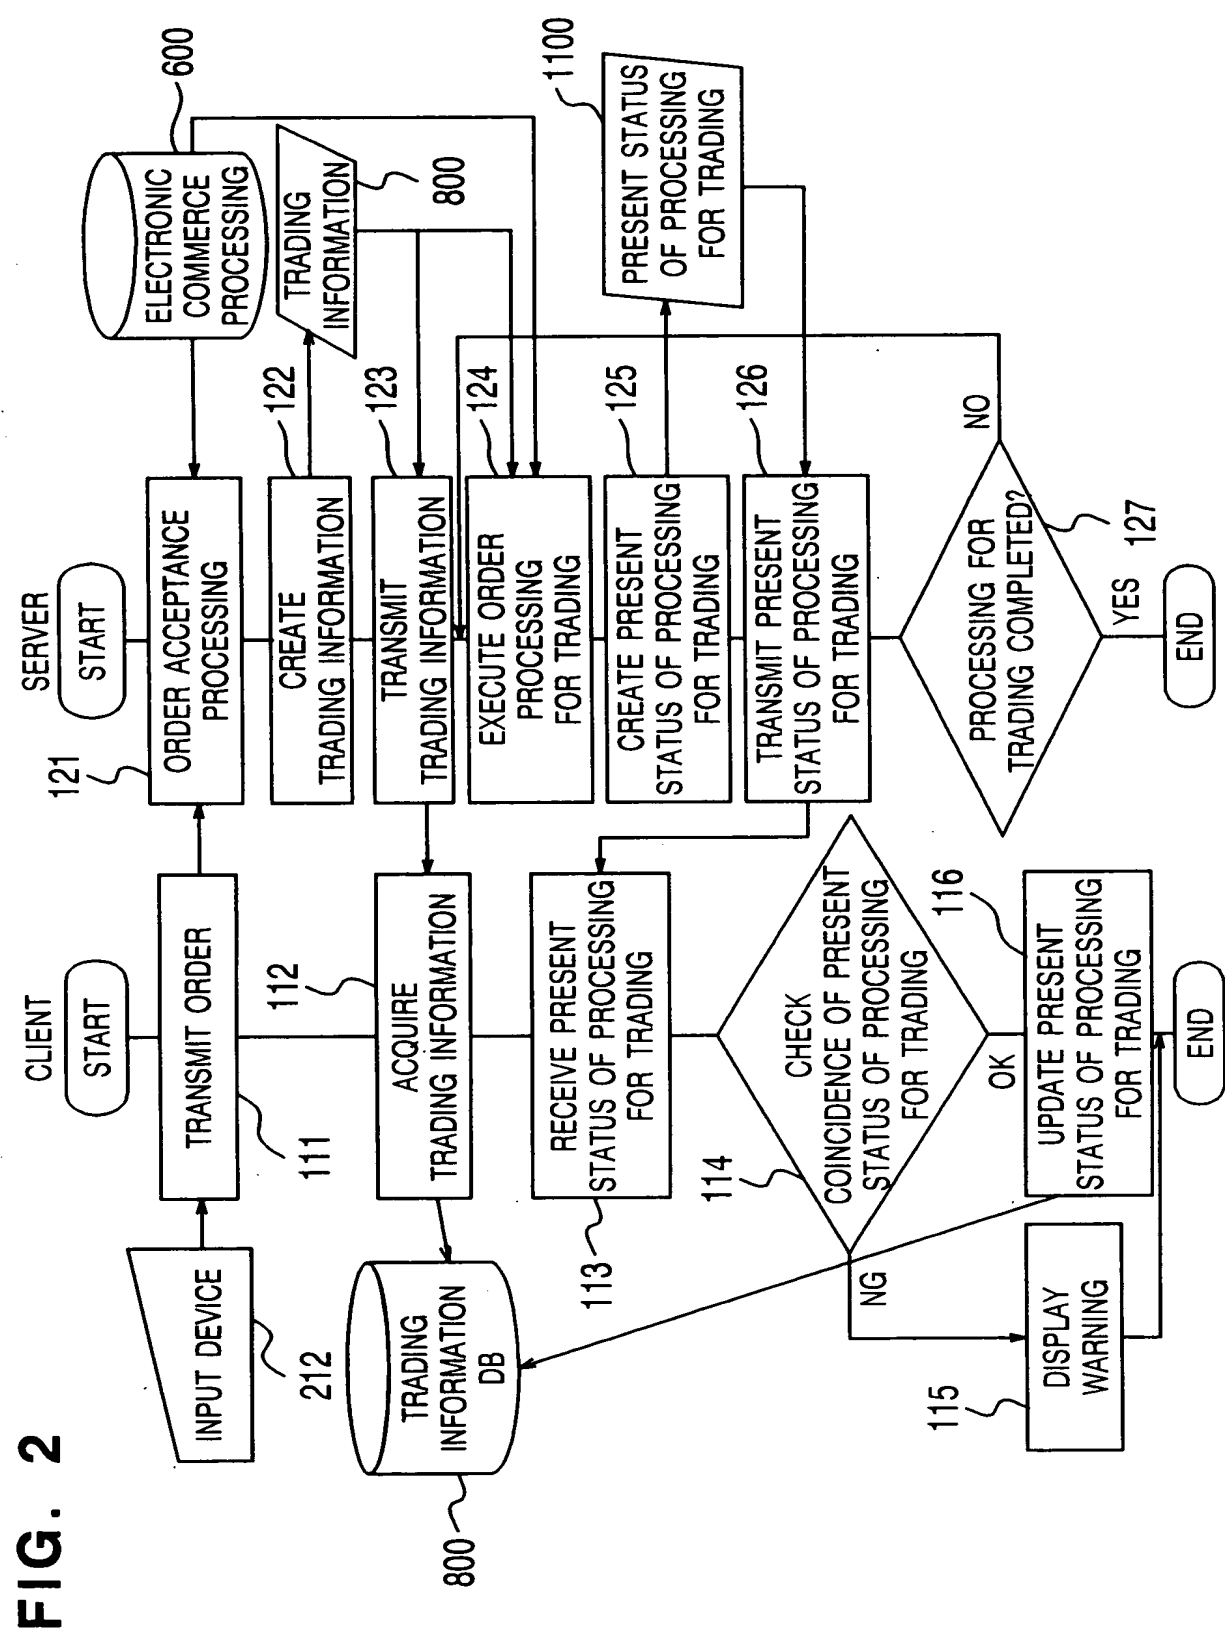 FIG. 2
CLIENT
START
INPUT DEVICE
212
TRANSMIT ORDER
111
ACQUIRE
TRADING INFORMATION
112
TRADING
INFORMATION
DB
800
RECEIVE PRESENT
STATUS OF PROCESSING
FOR TRADING
113
CHECK
COINCIDENCE OF PRESENT
STATUS OF PROCESSING
FOR TRADING
114
NG
OK
DISPLAY
WARNING
115
UPDATE PRESENT
STATUS OF PROCESSING
FOR TRADING
116
END
SERVER
START
ORDER ACCEPTANCE
PROCESSING
121
ELECTRONIC
COMMERCE
PROCESSING
600
CREATE
TRADING INFORMATION
122
TRADING
INFORMATION
800
TRANSMIT
TRADING INFORMATION
123
EXECUTE ORDER
PROCESSING
FOR TRADING
124
CREATE PRESENT
STATUS OF PROCESSING
FOR TRADING
125
PRESENT STATUS
OF PROCESSING
FOR TRADING
1100
TRANSMIT PRESENT
STATUS OF PROCESSING
FOR TRADING
126
PROCESSING FOR
TRADING COMPLETED?
127
NO
YES
END